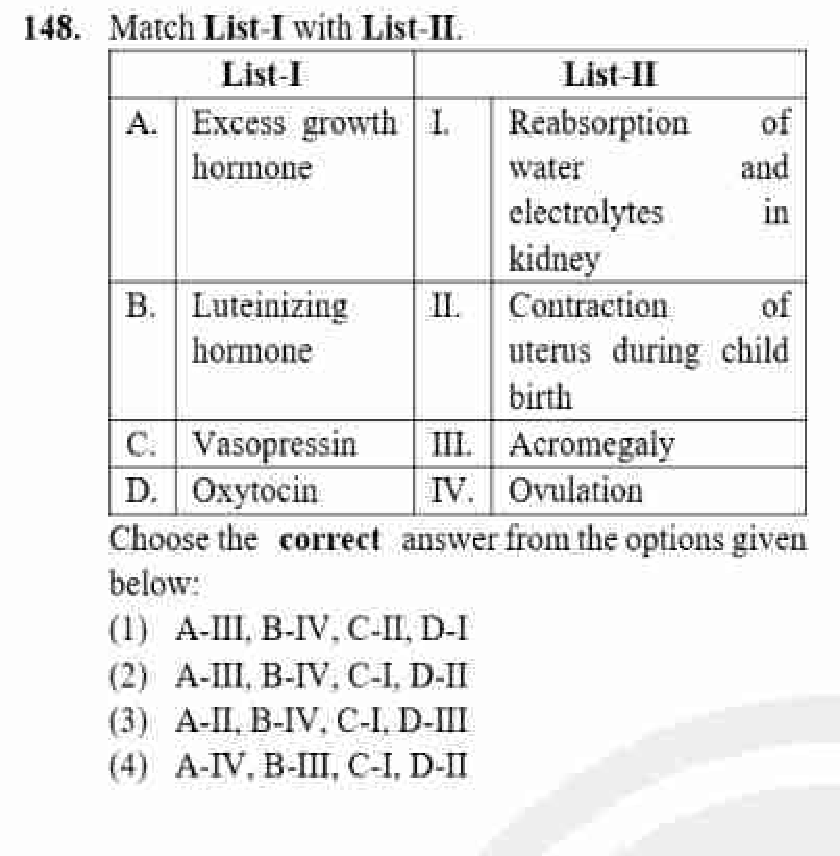 148. Match List-I with List-II.
List-I List-II
A. Excess growth I. Reabsorption of
hormone water and
electrolytes in
kidney
B. Luteinizing II. Contraction of
hormone uterus during child
birth
C. Vasopressin III. Acromegaly
D. Oxytocin IV. Ovulation
Choose the correct answer from the options given
below:
(1) A-III, B-IV, C-II, D-I
(2) A-III, B-IV, C-I, D-II
(3) A-II, B-IV, C-I, D-III
(4) A-IV, B-III, C-I, D-II